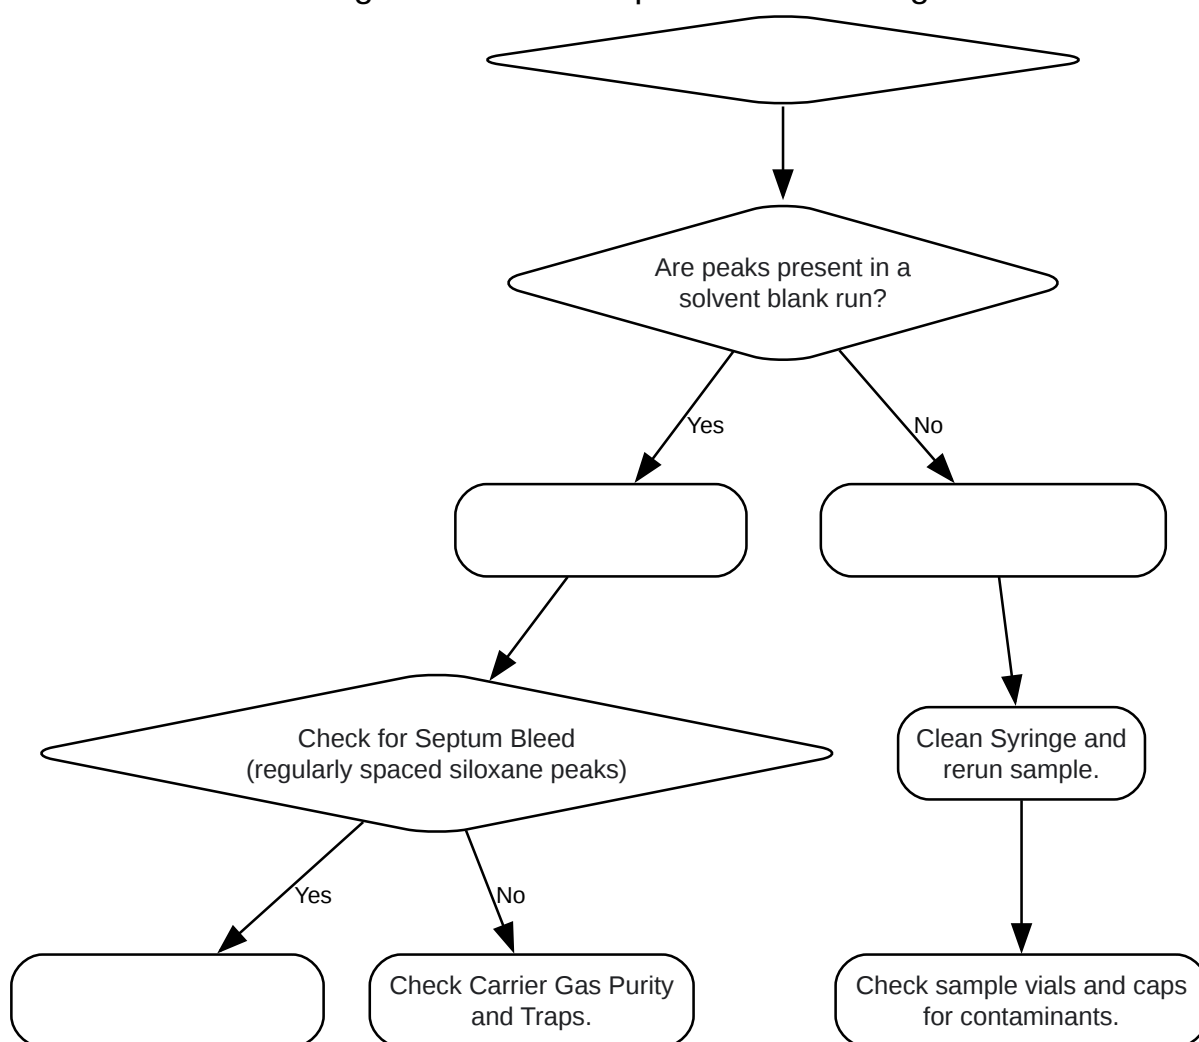 Are peaks present in a
solvent blank run?
Yes
No
Check for Septum Bleed
(regularly spaced siloxane peaks)
Clean Syringe and
rerun sample.
Yes
No
Check Carrier Gas Purity
and Traps.
Check sample vials and caps
for contaminants.